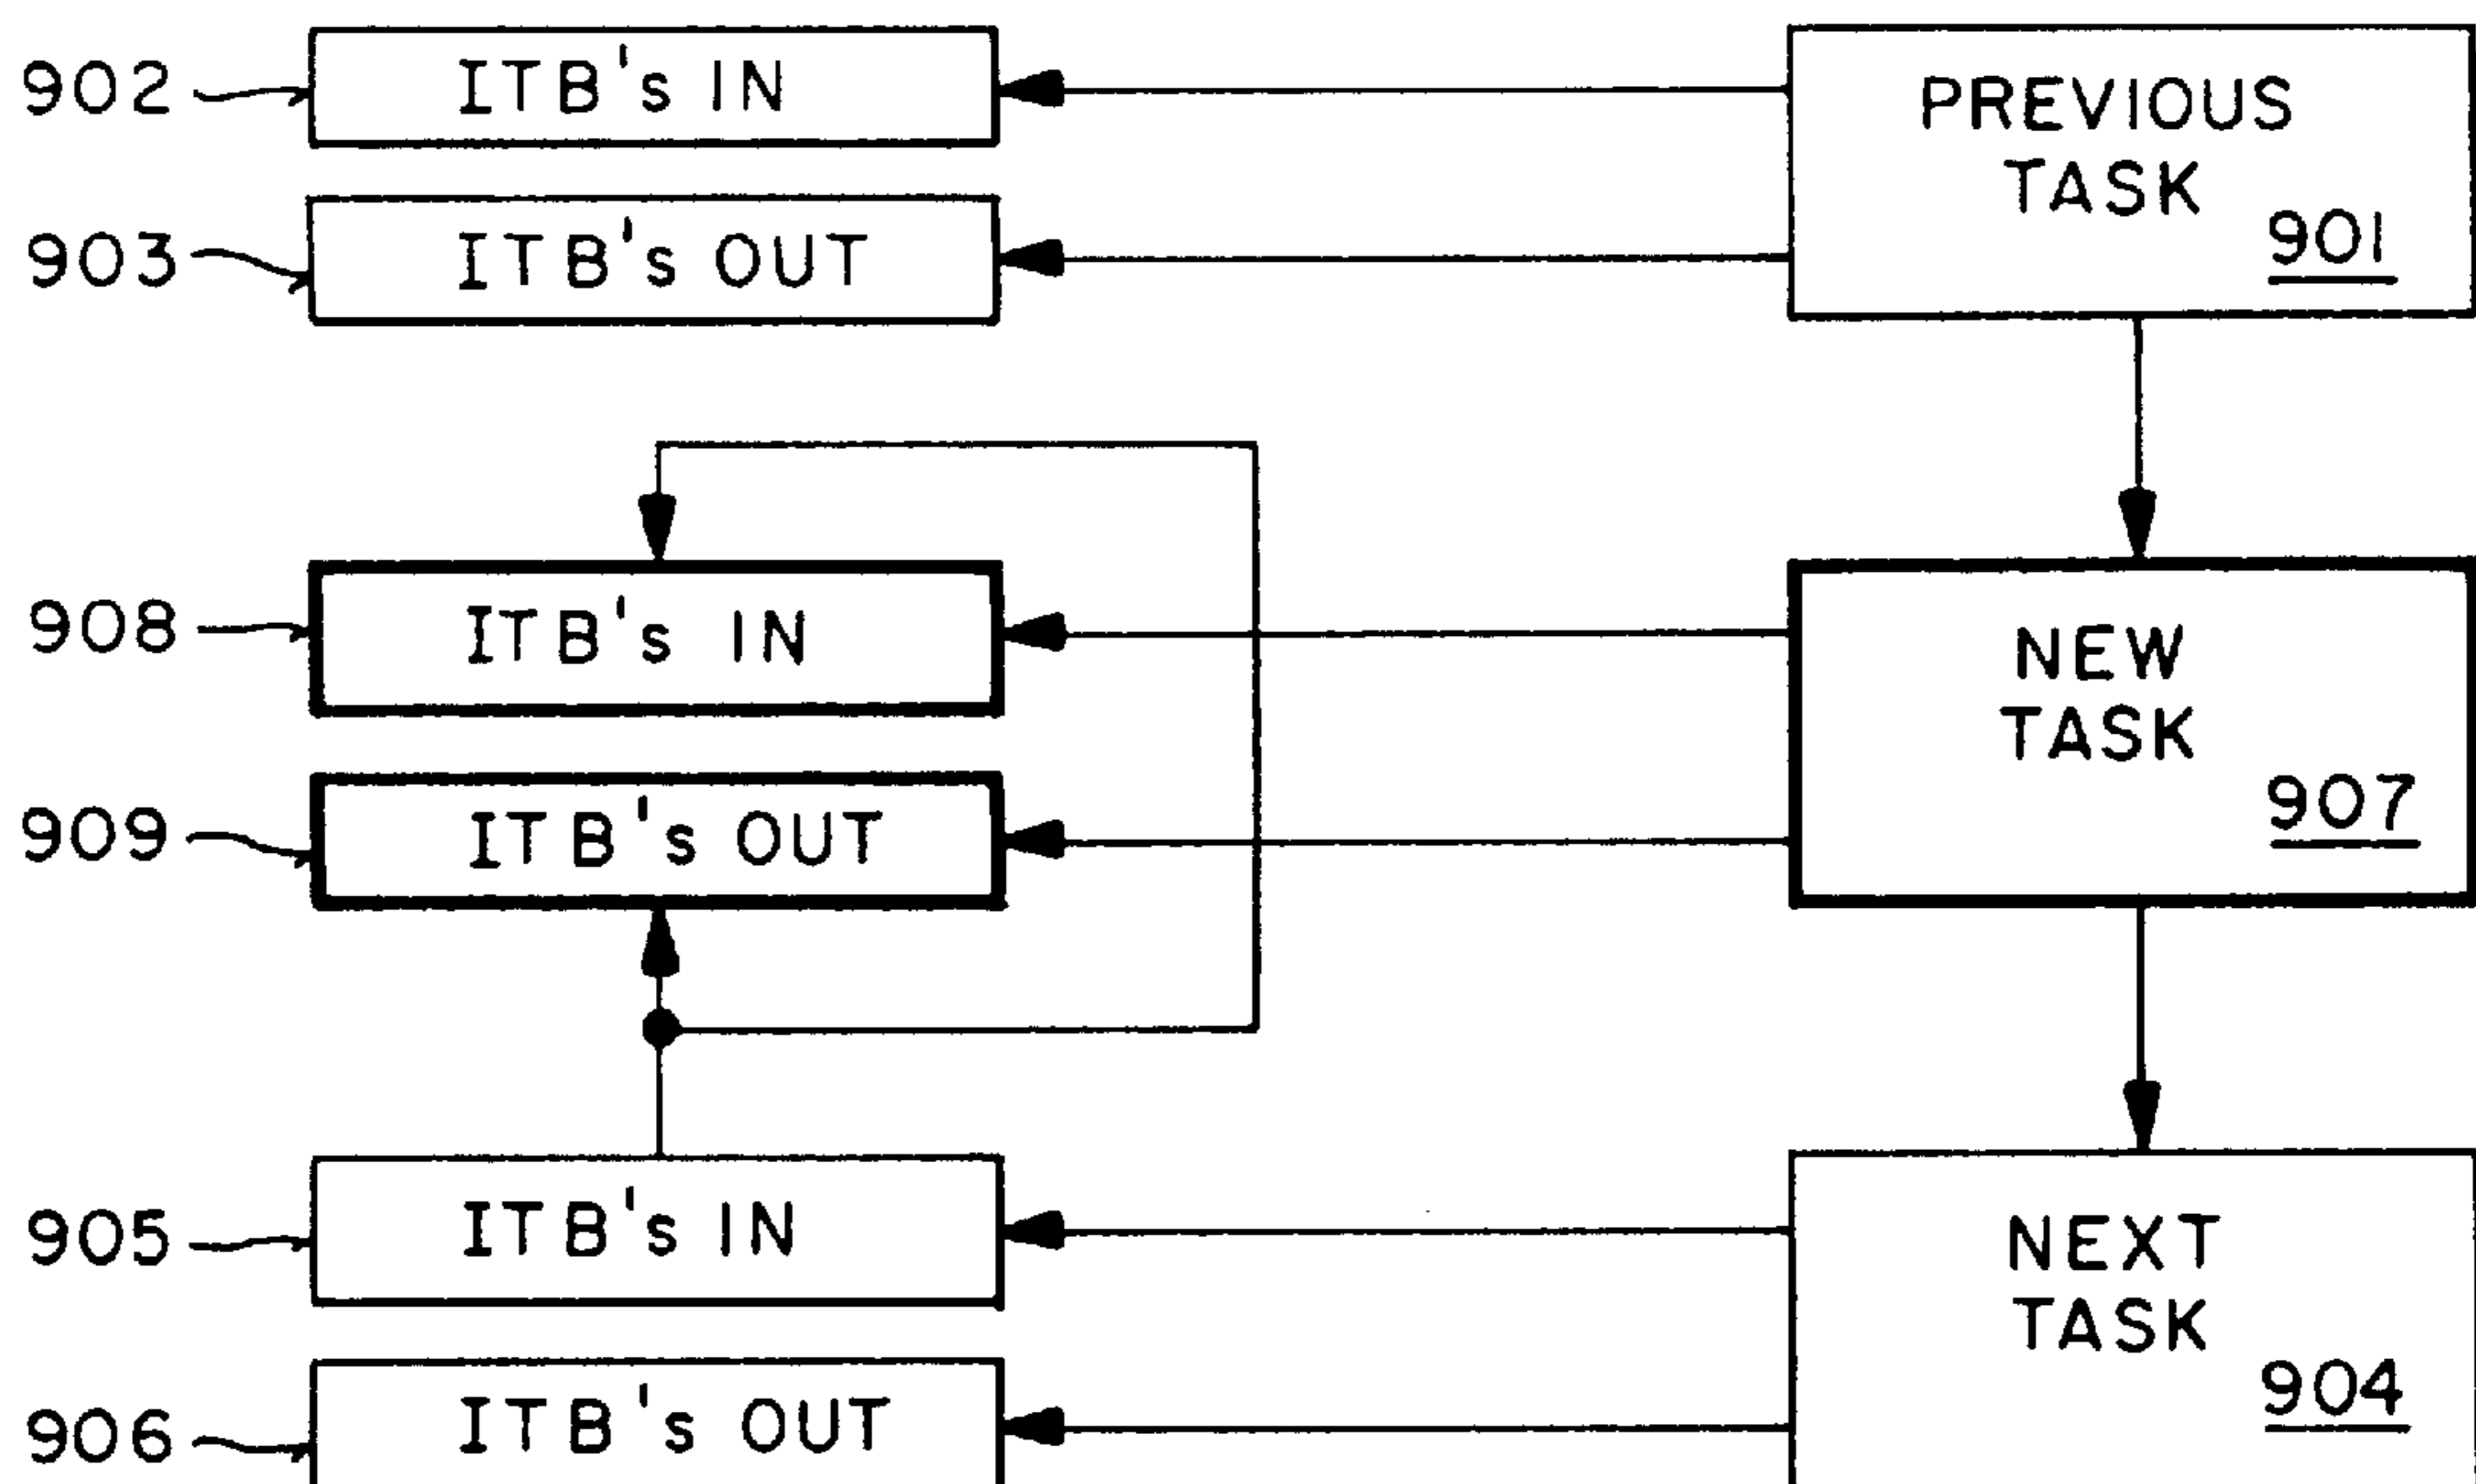 902
ITB's IN
PREVIOUS
TASK
901
903
ITB's OUT
908
ITB's IN
NEW
TASK
907
909
ITB's OUT
905
ITB's IN
NEXT
TASK
904
906
ITB's OUT